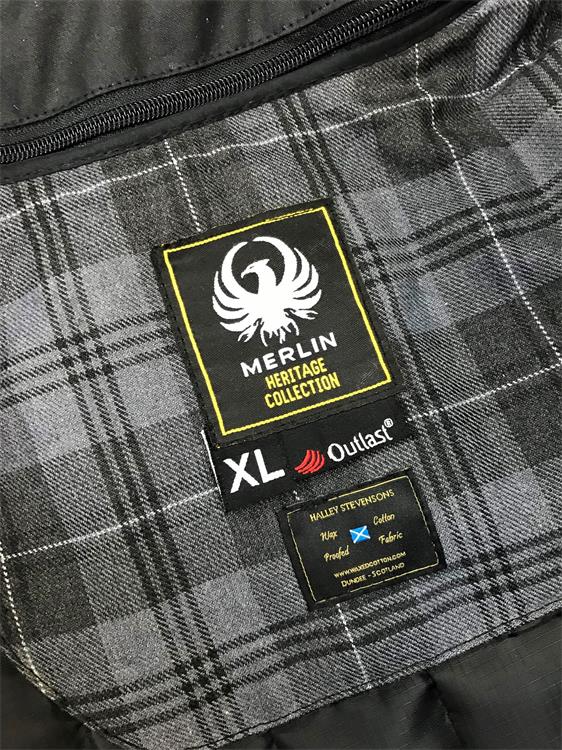 MERLIN
HERITAGE
COLLECTION
XL
Outlast®
HALLEY STEVENSONS
Wax Cotton
Proofed Fabric
WWW.WAXEDCOTTON.COM
DUNDEE - SCOTLAND